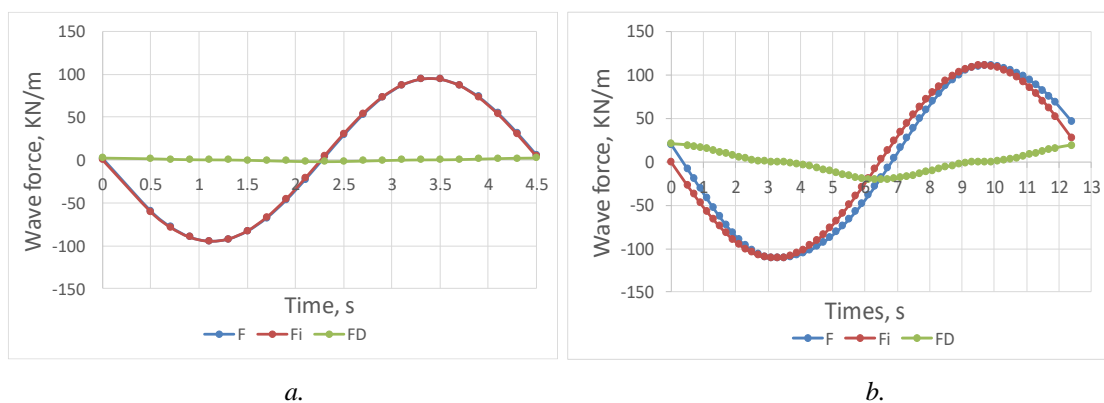 150
100
50
0
-50
-100
-150
Wave force, KN/m
0 0.5 1 1.5 2 2.5 3 3.5 4 4.5
Time, s
F Fi FD
a.
150
100
50
0
-50
-100
-150
Wave force, KN/m
0 1 2 3 4 5 6 7 8 9 10 11 12 13
Times, s
F Fi FD
b.